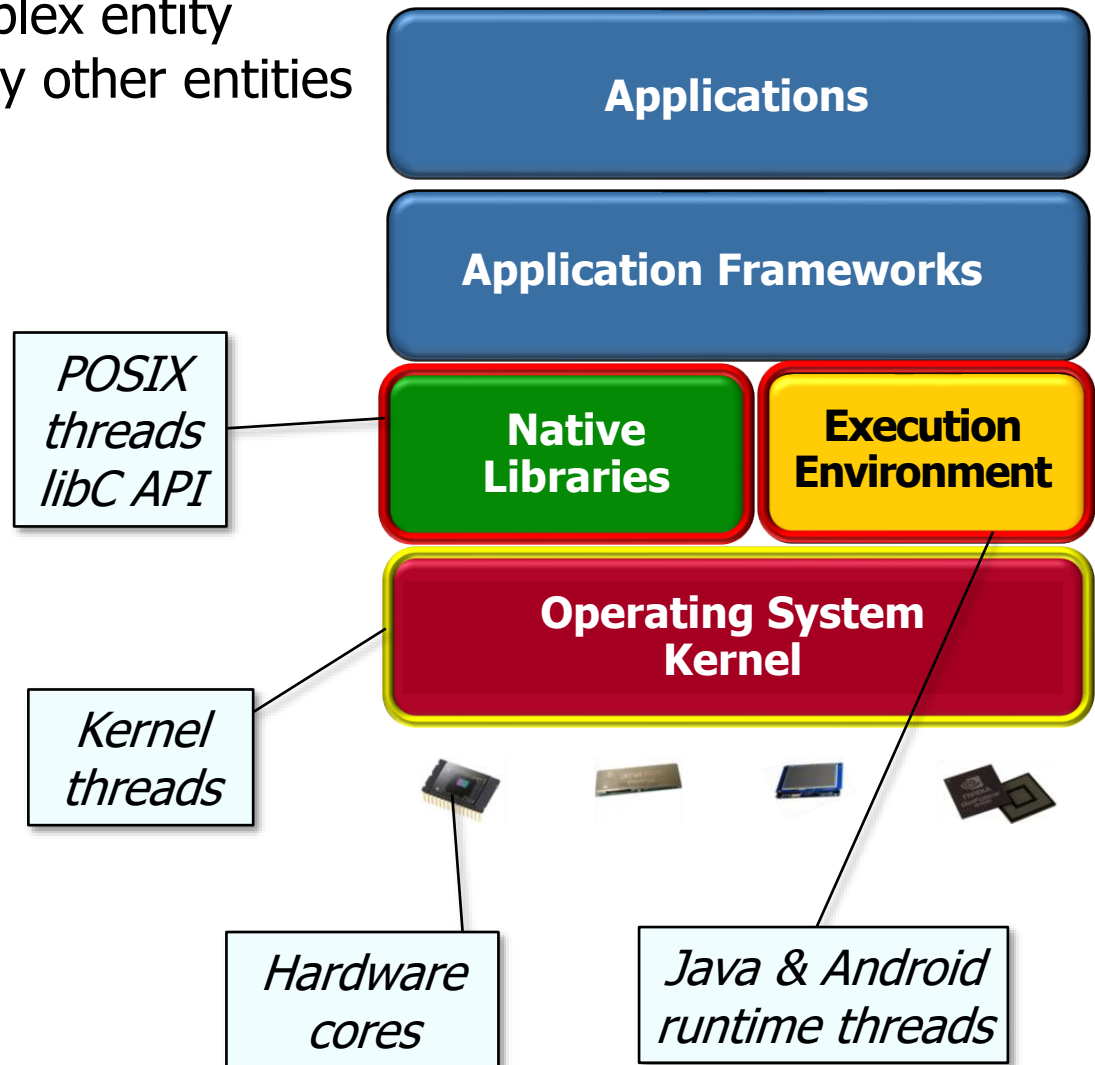 plex entity
y other entities
Applications
Application Frameworks
POSIX
threads
libC API
Native
Libraries
Execution
Environment
Operating System
Kernel
Kernel
threads
Hardware
cores
Java & Android
runtime threads